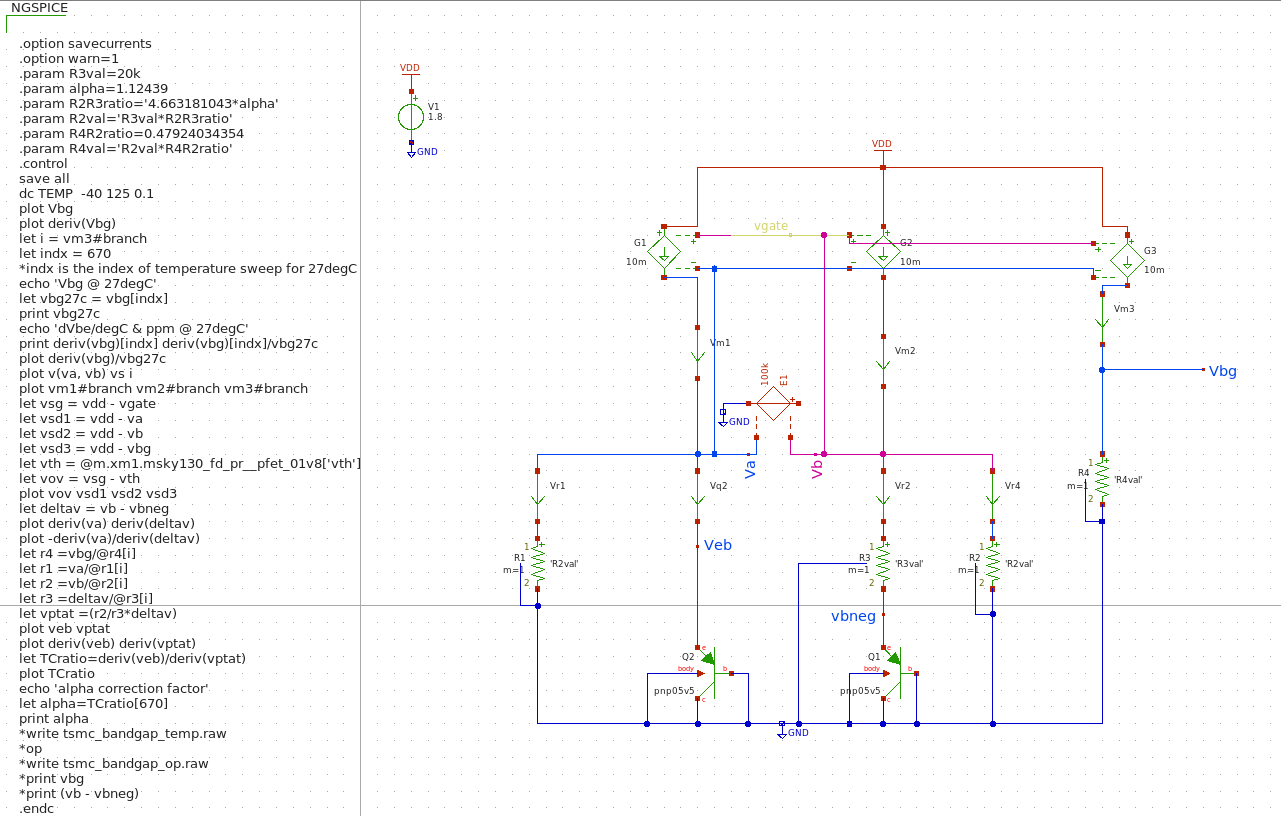 NGSPICE
.option savecurrents
.option warn=1
.param R3val=20k
.param alpha=1.12439
.param R2R3ratio='4.663181043*alpha'
.param R2val='R3val*R2R3ratio'
.param R4R2ratio=0.47924034354
.param R4val='R2val*R4R2ratio'
.control
save all
dc TEMP  -40 125 0.1
plot Vbg
plot deriv(Vbg)
let i = vm3#branch
let indx = 670
*indx is the index of temperature sweep for 27degC
echo 'Vbg @ 27degC'
let vbg27c = vbg[indx]
print vbg27c
echo 'dVbe/degC & ppm @ 27degC'
print deriv(vbg)[indx] deriv(vbg)[indx]/vbg27c
plot deriv(vbg)/vbg27c
plot v(va, vb) vs i
plot vm1#branch vm2#branch vm3#branch
let vsg = vdd - vgate
let vsd1 = vdd - va
let vsd2 = vdd - vb
let vsd3 = vdd - vbg
let vth = @m.xm1.msky130_fd_pr__pfet_01v8['vth']
let vov = vsg - vth
plot vov vsd1 vsd2 vsd3
let deltav = vb - vbneg
plot deriv(va) deriv(deltav)
plot -deriv(va)/deriv(deltav)
let r4 =vbg/@r4[i]
let r1 =va/@r1[i]
let r2 =vb/@r2[i]
let r3 =deltav/@r3[i]
let vptat =(r2/r3*deltav)
plot veb vptat
plot deriv(veb) deriv(vptat)
let TCratio=deriv(veb)/deriv(vptat)
plot TCratio
echo 'alpha correction factor'
let alpha=TCratio[670]
print alpha
*write tsmc_bandgap_temp.raw
*op
*write tsmc_bandgap_op.raw
*print vbg
*print (vb - vbneg)
.endc
VDD
V1
1.8
GND
VDD
vgate
G1
10m
G2
10m
G3
10m
Vm1
Vm2
Vm3
Vbg
100k
E1
GND
Va
Vb
Vr1
Vq2
Vr2
Vr4
R4
m=1
1
2
'R4val'
Veb
R1
m=1
1
2
'R2val'
R3
m=1
1
2
'R3val'
R2
m=1
1
2
'R2val'
vbneg
Q2
e
body
b
pnp05v5
c
Q1
e
body
b
pnp05v5
c
GND